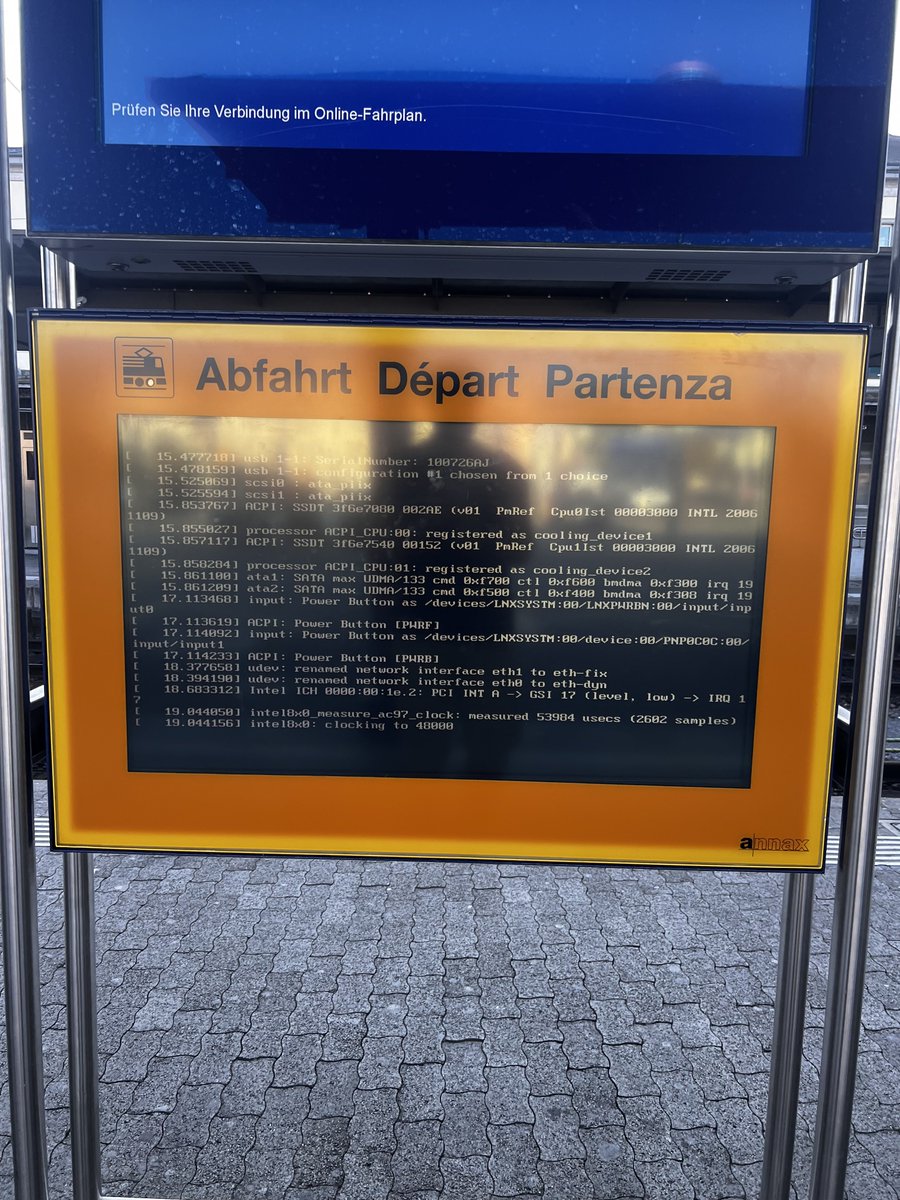 Prüfen Sie Ihre Verbindung im Online-Fahrplan.
Abfahrt Départ Partenza
[   15.477718] usb 1-1: SerialNumber: 100726AJ
[   15.478159] usb 1-1: configuration #1 chosen from 1 choice
[   15.525069] scsi0 : ata_piix
[   15.525594] scsi1 : ata_piix
[   15.853767] ACPI: SSDT 3f6e7080 002AE (v01  PmRef  Cpu0Ist 00003000 INTL 2006
1109)
[   15.855027] processor ACPI_CPU:00: registered as cooling_device1
[   15.857117] ACPI: SSDT 3f6e7540 00152 (v01  PmRef  Cpu1Ist 00003000 INTL 2006
1109)
[   15.858284] processor ACPI_CPU:01: registered as cooling_device2
[   15.861100] ata1: SATA max UDMA/133 cmd 0xf700 ctl 0xf600 bmdma 0xf300 irq 19
[   15.861209] ata2: SATA max UDMA/133 cmd 0xf500 ctl 0xf400 bmdma 0xf308 irq 19
[   17.113468] input: Power Button as /devices/LNXSYSTM:00/LNXPWRBN:00/input/inp
ut0
[   17.113619] ACPI: Power Button [PWRF]
[   17.114092] input: Power Button as /devices/LNXSYSTM:00/device:00/PNP0C0C:00/
input/input1
[   17.114233] ACPI: Power Button [PWRB]
[   18.377658] udev: renamed network interface eth1 to eth-fix
[   18.394190] udev: renamed network interface eth0 to eth-dyn
[   18.683312] Intel ICH 0000:00:1e.2: PCI INT A -> GSI 17 (level, low) -> IRQ 1
7
[   19.044050] intel8x0_measure_ac97_clock: measured 53984 usecs (2602 samples)
[   19.044156] intel8x0: clocking to 48000
annax